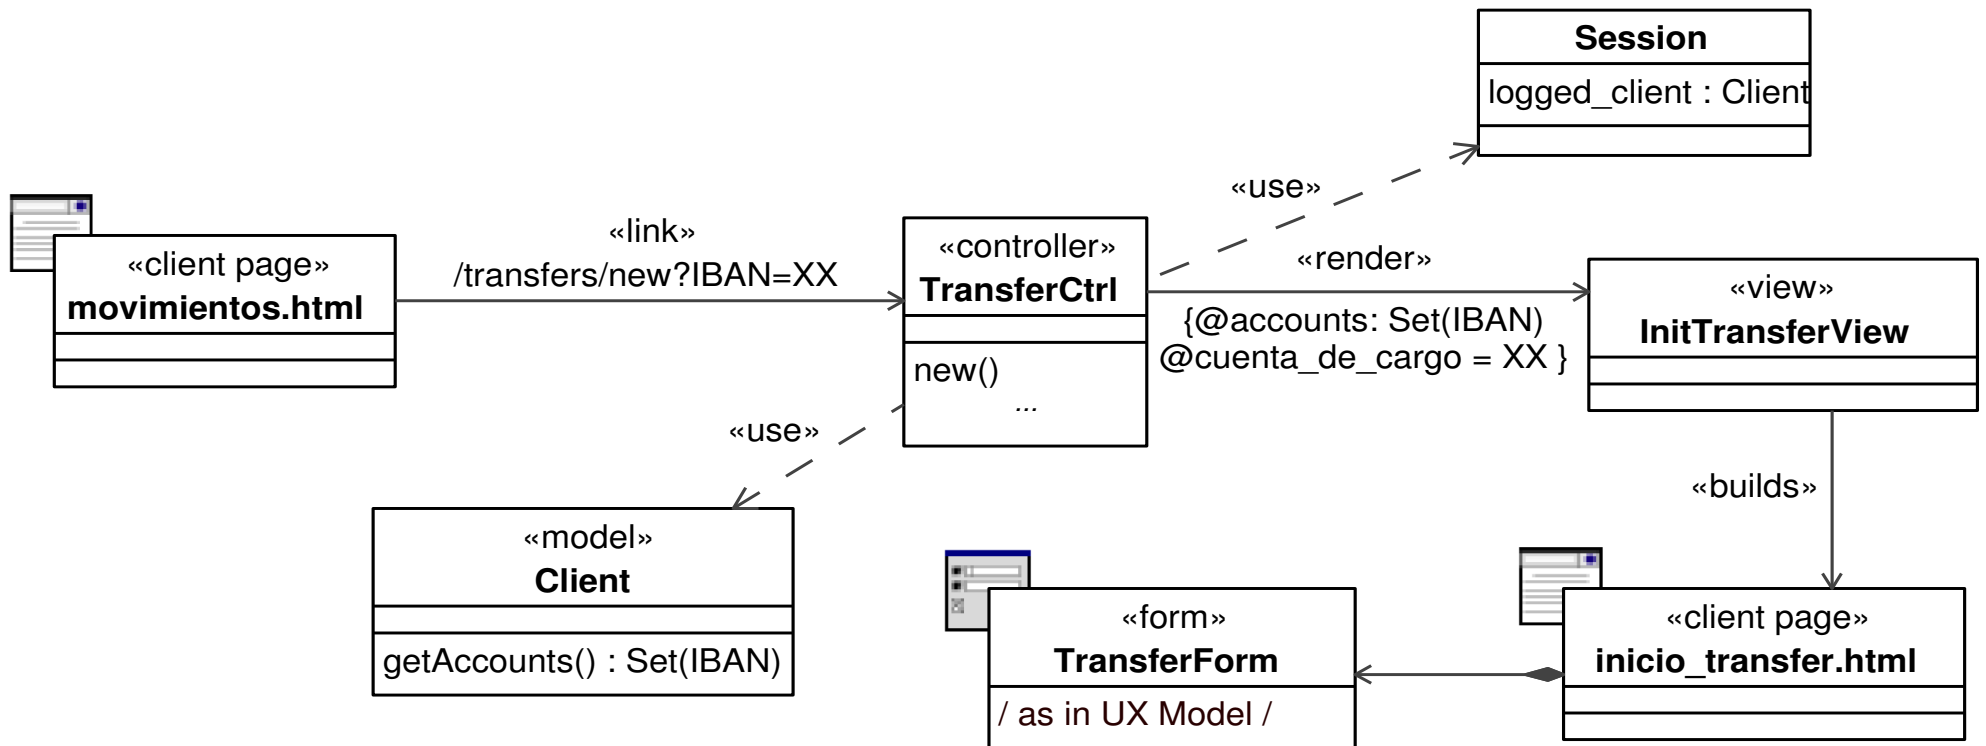 Session
logged_client : Client
«use»
«link»
/transfers/new?IBAN=XX
«client page»
movimientos.html
«controller»
TransferCtrl
new()
...
«render»
{@accounts: Set(IBAN)
@cuenta_de_cargo = XX }
«view»
InitTransferView
«use»
«builds»
«model»
Client
getAccounts() : Set(IBAN)
«form»
TransferForm
/ as in UX Model /
«client page»
inicio_transfer.html